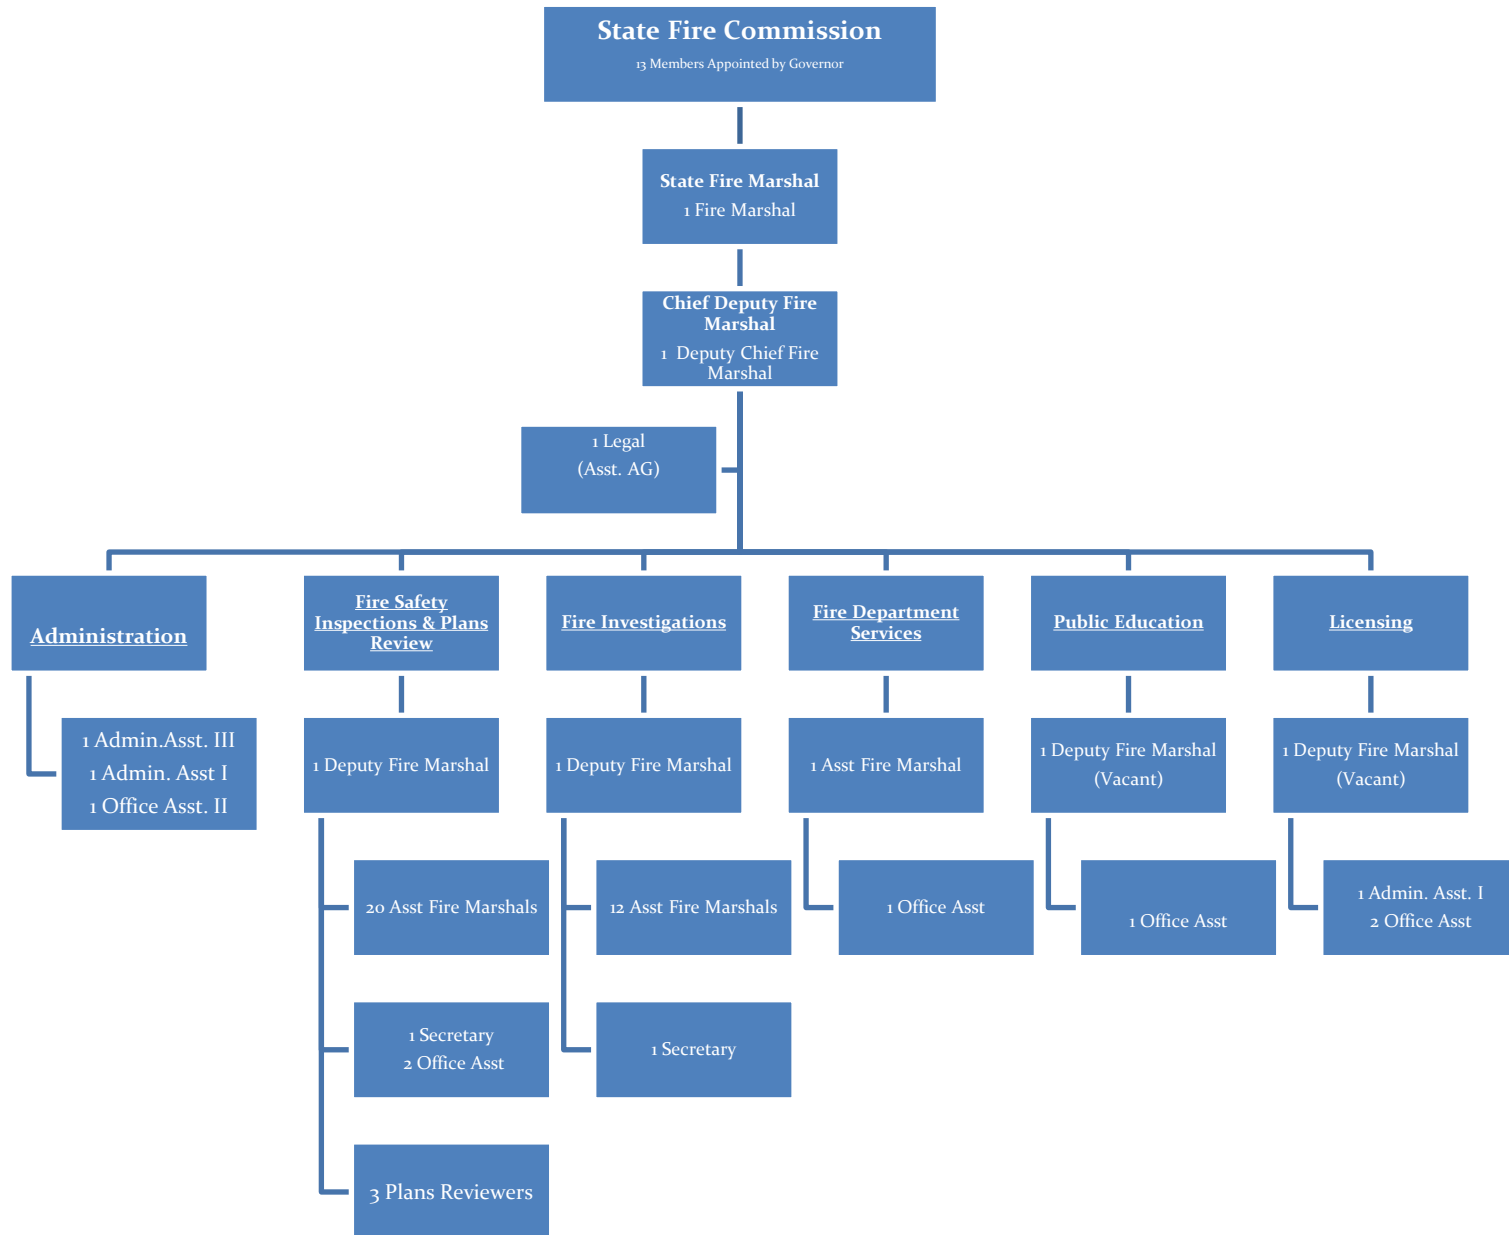 State Fire Commission
13 Members Appointed by Governor
State Fire Marshal
1 Fire Marshal
Chief Deputy Fire
Marshal
1  Deputy Chief Fire
Marshal
1 Legal
(Asst. AG)
Administration
Fire Safety
Inspections & Plans
Review
Fire Investigations
Fire Department
Services
Public Education
Licensing
1 Admin.Asst. III
1 Admin. Asst I
1 Office Asst. II
1 Deputy Fire Marshal
1 Deputy Fire Marshal
1 Asst Fire Marshal
1 Deputy Fire Marshal
(Vacant)
1 Deputy Fire Marshal
(Vacant)
20 Asst Fire Marshals
12 Asst Fire Marshals
1 Office Asst
1 Office Asst
1 Admin. Asst. I
2 Office Asst
1 Secretary
2 Office Asst
1 Secretary
3 Plans Reviewers